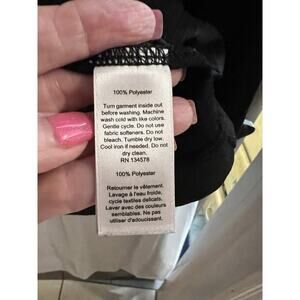 100% Polyester
Turn garment inside out
before washing. Machine
wash cold with like colors.
Gentle cycle. Do not use
fabric softeners. Do not
bleach. Tumble dry low.
Cool iron if needed. Do not
dry clean.
RN 134578
100% Polyester
Retourner le vêtement.
Lavage à l'eau froide,
cycle textiles délicats.
Laver avec des couleurs
semblables. Ne pas
utiliser d'adoucissant.